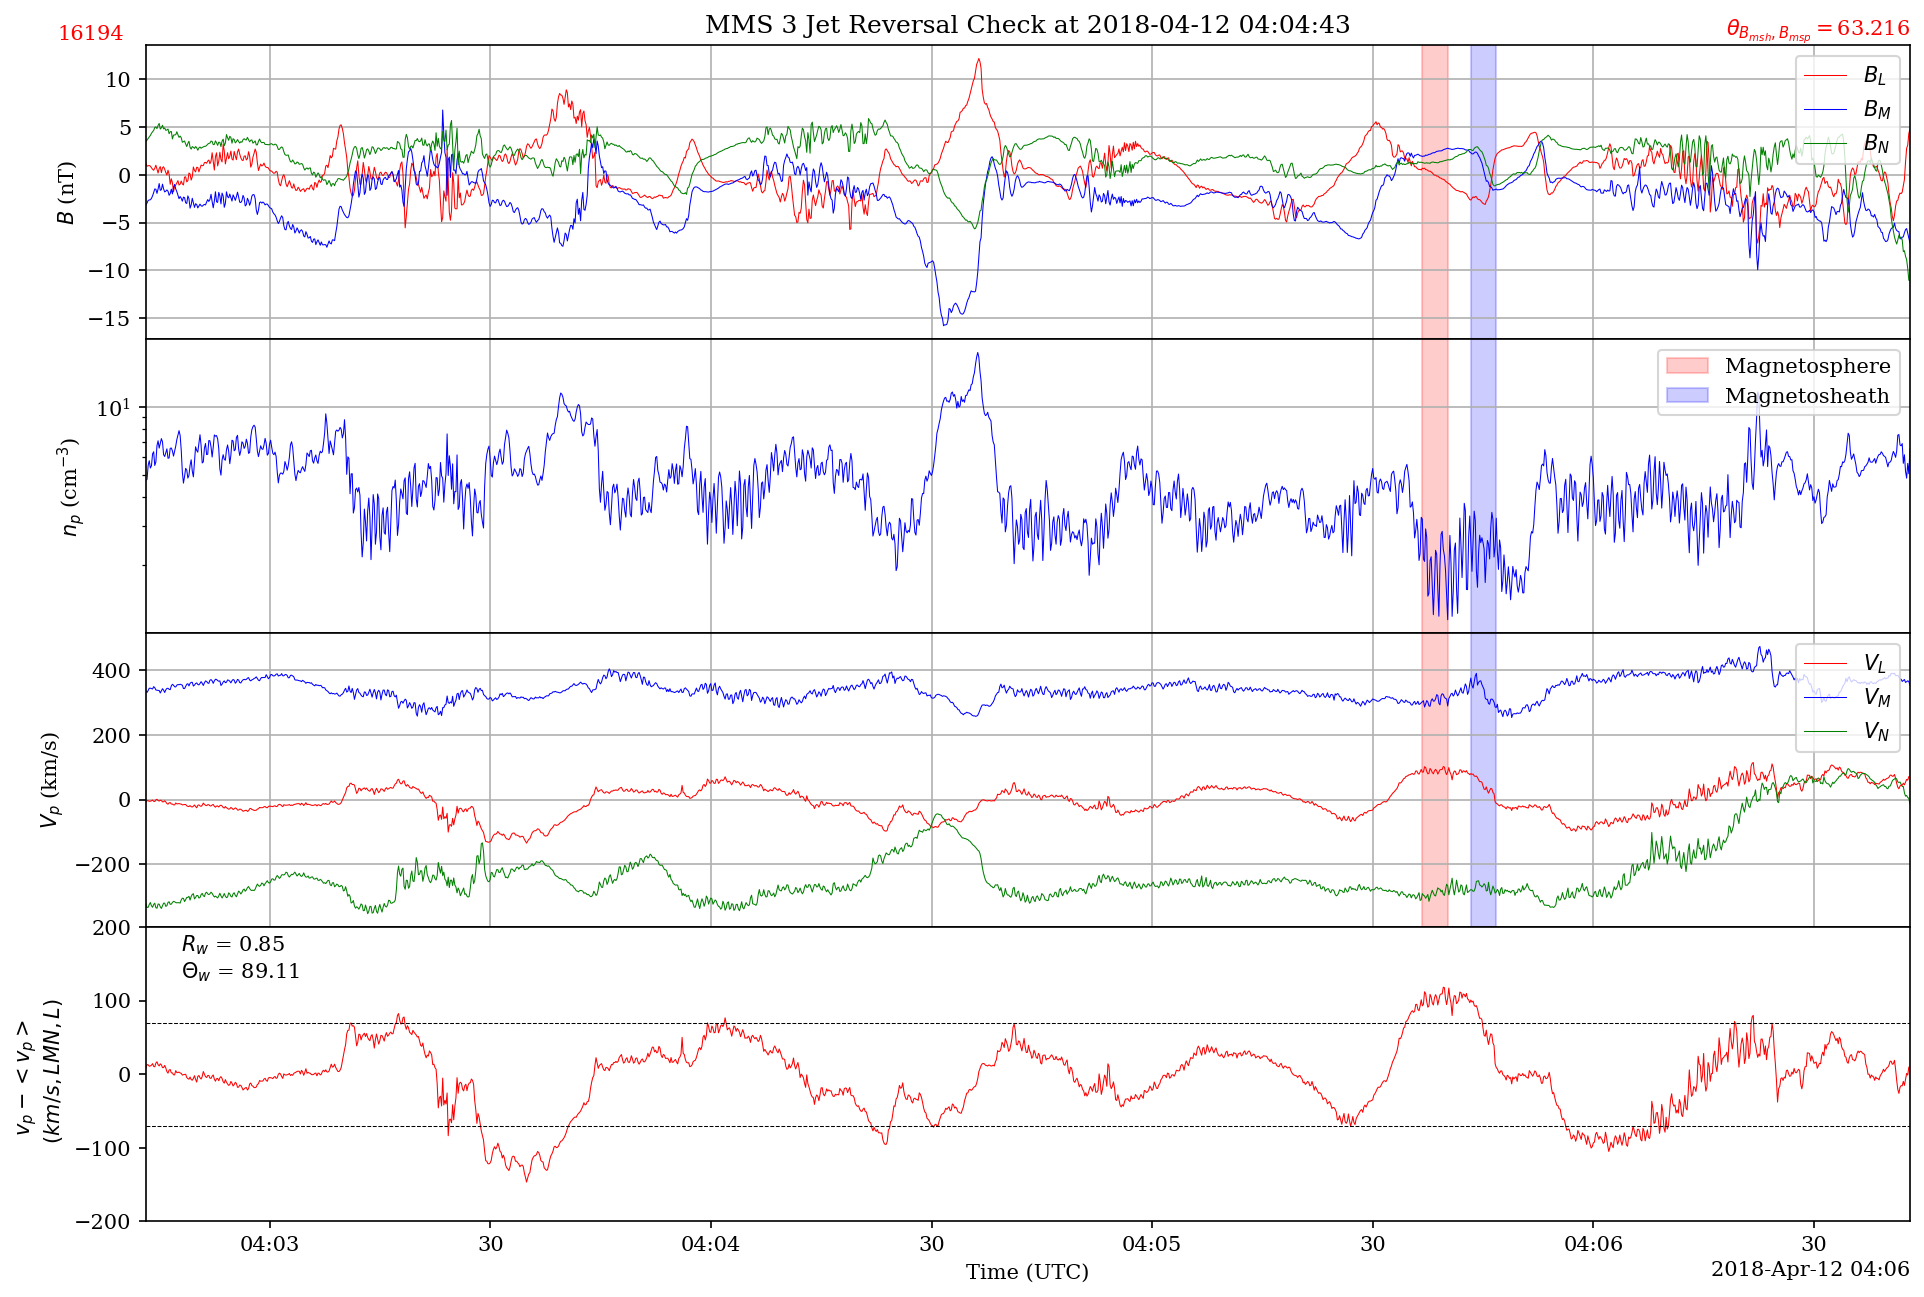 MMS 3 Jet Reversal Check at 2018-04-12 04:04:43
16194
θ_{B_{msh}, B_{msp}} = 63.216
10
5
0
−5
−10
−15
B (nT)
B_L
B_M
B_N
10^1
n_p (cm^{−3})
Magnetosphere
Magnetosheath
400
200
0
−200
V_p (km/s)
V_L
V_M
V_N
200
100
0
−100
−200
v_p − < v_p >
(km/s, LMN, L)
R_w = 0.85
Θ_w = 89.11
04:03
30
04:04
30
04:05
30
04:06
30
Time (UTC)
2018-Apr-12 04:06